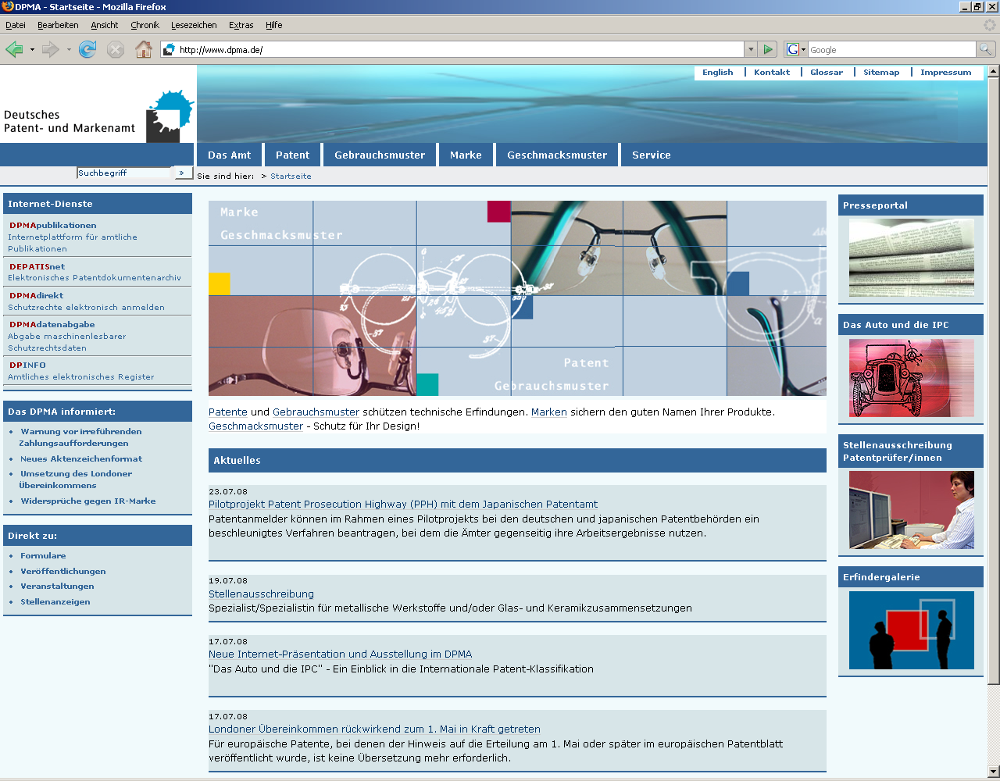 DPMA - Startseite - Mozilla Firefox
Datei Bearbeiten Ansicht Chronik Lesezeichen Extras Hilfe
http://www.dpma.de/
G Google
English Kontakt Glossar Sitemap Impressum
Deutsches
Patent- und Markenamt
Das Amt Patent Gebrauchsmuster Marke Geschmacksmuster Service
Suchbegriff »
Sie sind hier: > Startseite
Internet-Dienste
DPMApublikationen
Internetplattform für amtliche
Publikationen
DEPATISnet
Elektronisches Patentdokumentenarchiv
DPMAdirekt
Schutzrechte elektronisch anmelden
DPMAdatenabgabe
Abgabe maschinenlesbarer
Schutzrechtsdaten
DPINFO
Amtliches elektronisches Register
Das DPMA informiert:
• Warnung vor irreführenden
Zahlungsaufforderungen
• Neues Aktenzeichenformat
• Umsetzung des Londoner
Übereinkommens
• Widersprüche gegen IR-Marke
Direkt zu:
• Formulare
• Veröffentlichungen
• Veranstaltungen
• Stellenanzeigen
Marke
Geschmacksmuster
Patent
Gebrauchsmuster
Patente und Gebrauchsmuster schützen technische Erfindungen. Marken sichern den guten Namen Ihrer Produkte.
Geschmacksmuster - Schutz für Ihr Design!
Aktuelles
23.07.08
Pilotprojekt Patent Prosecution Highway (PPH) mit dem Japanischen Patentamt
Patentanmelder können im Rahmen eines Pilotprojekts bei den deutschen und japanischen Patentbehörden ein
beschleunigtes Verfahren beantragen, bei dem die Ämter gegenseitig ihre Arbeitsergebnisse nutzen.
19.07.08
Stellenausschreibung
Spezialist/Spezialistin für metallische Werkstoffe und/oder Glas- und Keramikzusammensetzungen
17.07.08
Neue Internet-Präsentation und Ausstellung im DPMA
"Das Auto und die IPC" - Ein Einblick in die Internationale Patent-Klassifikation
17.07.08
Londoner Übereinkommen rückwirkend zum 1. Mai in Kraft getreten
Für europäische Patente, bei denen der Hinweis auf die Erteilung am 1. Mai oder später im europäischen Patentblatt
veröffentlicht wurde, ist keine Übersetzung mehr erforderlich.
Presseportal
Das Auto und die IPC
Stellenausschreibung
Patentprüfer/innen
Erfindergalerie